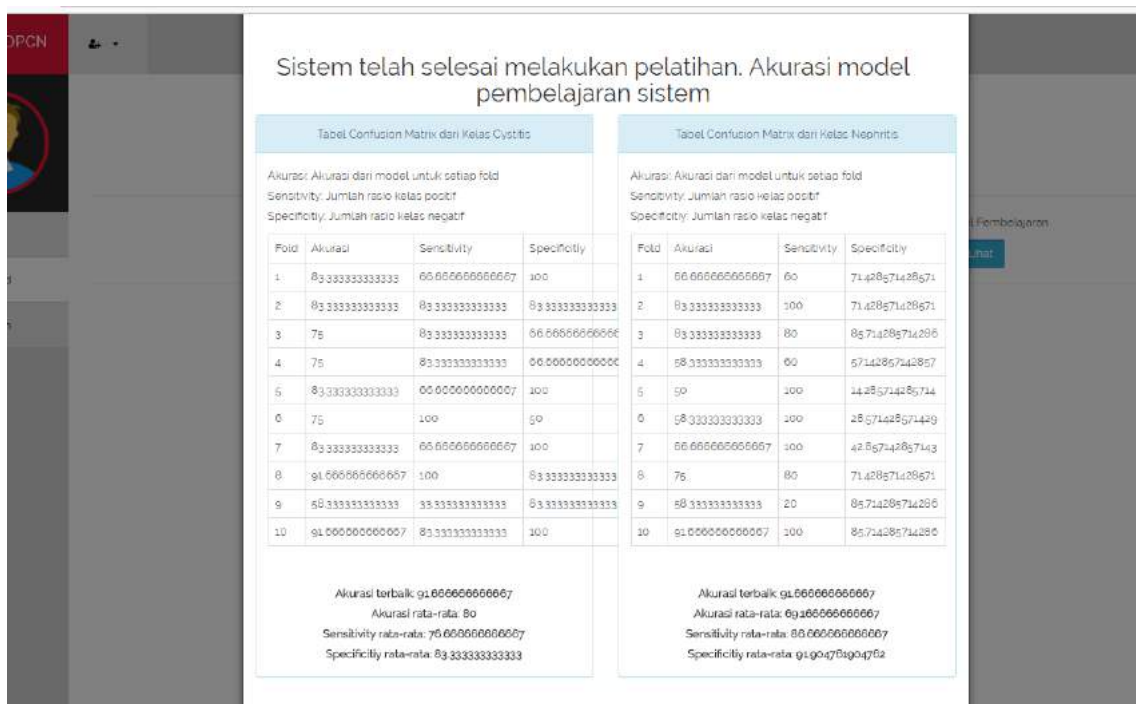 DPCN
Sistem telah selesai melakukan pelatihan. Akurasi model
pembelajaran sistem
Tabel Confusion Matrix dari Kelas Cystitis
Akurasi: Akurasi dari model untuk setiap fold
Sensitivity: Jumlah rasio kelas positif
Specifictiy: Jumlah rasio kelas negatif
Fold Akurasi Sensitivity Specifictiy
1 83.333333333333 66.666666666667 100
2 83.333333333333 83.333333333333 83.333333333333
3 75 83.333333333333 66.66666666666
4 75 83.333333333333 66.66666666666
5 83.333333333333 66.666666666667 100
6 75 100 50
7 83.333333333333 66.666666666667 100
8 91.666666666667 100 83.333333333333
9 58.333333333333 33.333333333333 83.333333333333
10 91.666666666667 83.333333333333 100
Akurasi terbaik: 91.666666666667
Akurasi rata-rata: 80
Sensitivity rata-rata: 76.666666666667
Specifictiy rata-rata: 83.333333333333
Tabel Confusion Matrix dari Kelas Nephritis
Akurasi: Akurasi dari model untuk setiap fold
Sensitivity: Jumlah rasio kelas positif
Specifictiy: Jumlah rasio kelas negatif
Fold Akurasi Sensitivity Specifictiy
1 66.666666666667 60 71.428571428571
2 83.333333333333 100 71.428571428571
3 83.333333333333 80 85.714285714286
4 58.333333333333 60 57.142857142857
5 50 100 14.285714285714
6 58.333333333333 100 28.571428571429
7 66.666666666667 100 42.857142857143
8 75 80 71.428571428571
9 58.333333333333 20 85.714285714286
10 91.666666666667 100 85.714285714286
Akurasi terbaik: 91.666666666667
Akurasi rata-rata: 69.166666666667
Sensitivity rata-rata: 86.666666666667
Specifictiy rata-rata: 91.904761904762
Pembelajaran
Lihat